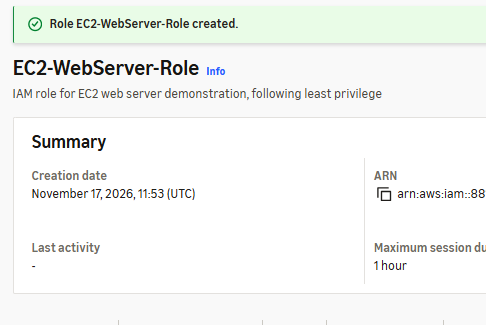 Role EC2-WebServer-Role created.
EC2-WebServer-Role Info
IAM role for EC2 web server demonstration, following least privilege
Summary
Creation date
November 17, 2026, 11:53 (UTC)
ARN
arn:aws:iam::88
Last activity
-
Maximum session du
1 hour